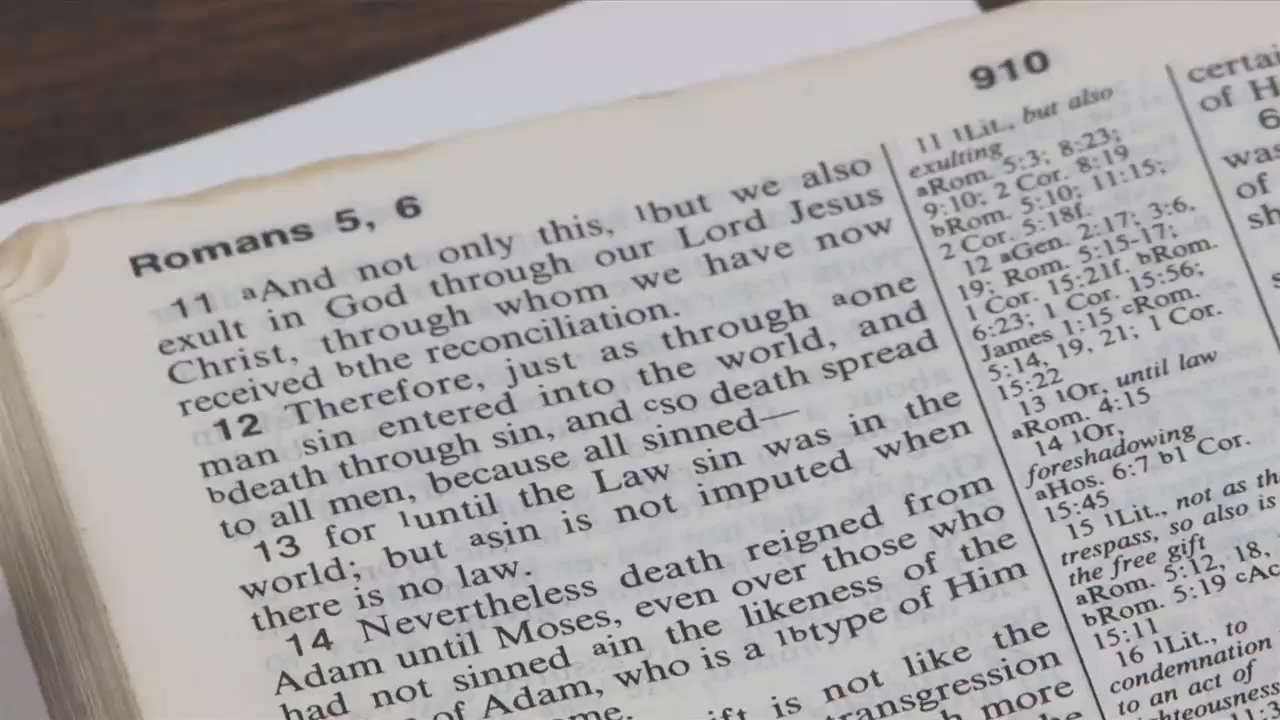 910
Romans 5, 6
11 aAnd not only this, 1but we also
exult in God through our Lord Jesus
Christ, through whom we have now
received bthe reconciliation.
12 Therefore, just as through aone
man sin entered into the world, and
bdeath through sin, and cso death spread
to all men, because all sinned—
13 for 1until the Law sin was in the
world; but asin is not imputed when
there is no law.
14 Nevertheless death reigned from
Adam until Moses, even over those who
had not sinned ain the likeness of the
of Adam, who is a 1btype of Him
is not like the
more
11 1Lit., but also
exulting
aRom. 5:3; 8:23;
9:10; 2 Cor. 8:19
bRom. 5:10; 11:15;
2 Cor. 5:18f.
12 aGen. 2:17; 3:6,
19; Rom. 5:15-17;
1 Cor. 15:21f. bRom.
6:23; 1 Cor. 15:56;
James 1:15 cRom.
5:14, 19, 21; 1 Cor.
15:22
13 1Or, until law
aRom. 4:15
14 1Or,
foreshadowing
aHos. 6:7 b1 Cor.
15:45
15 1Lit., not as the
trespass, so also is
the free gift
aRom. 5:12, 18,
bRom. 5:19
15:11
16 1Lit., to
condemnation
to an act of
of H
6
was
of